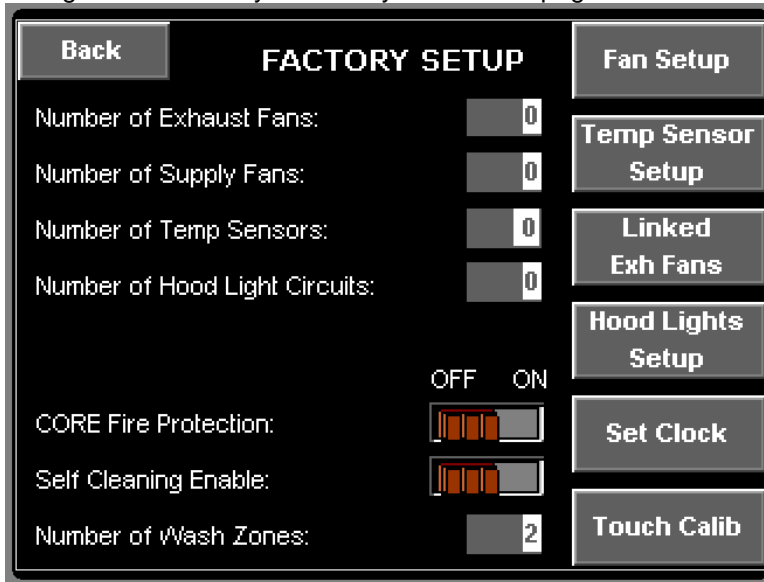 Back
FACTORY SETUP
Fan Setup
Number of Exhaust Fans: 0
Temp Sensor
Setup
Number of Supply Fans: 0
Number of Temp Sensors: 0
Linked
Exh Fans
Number of Hood Light Circuits: 0
Hood Lights
Setup
OFF ON
CORE Fire Protection:
Set Clock
Self Cleaning Enable:
Number of Wash Zones: 2
Touch Calib